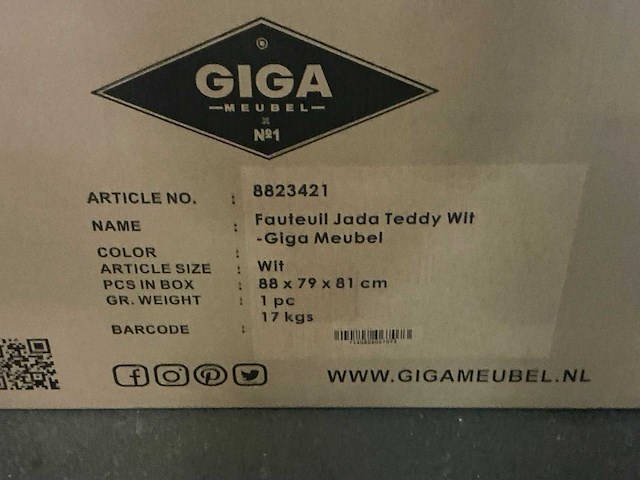 GIGA
MEUBEL
Nº1
ARTICLE NO. : 8823421
NAME : Fauteuil Jada Teddy Wit
-Giga Meubel
COLOR :
ARTICLE SIZE : Wit
PCS IN BOX : 88 x 79 x 81 cm
GR. WEIGHT : 1 pc
17 kgs
BARCODE :
WWW.GIGAMEUBEL.NL